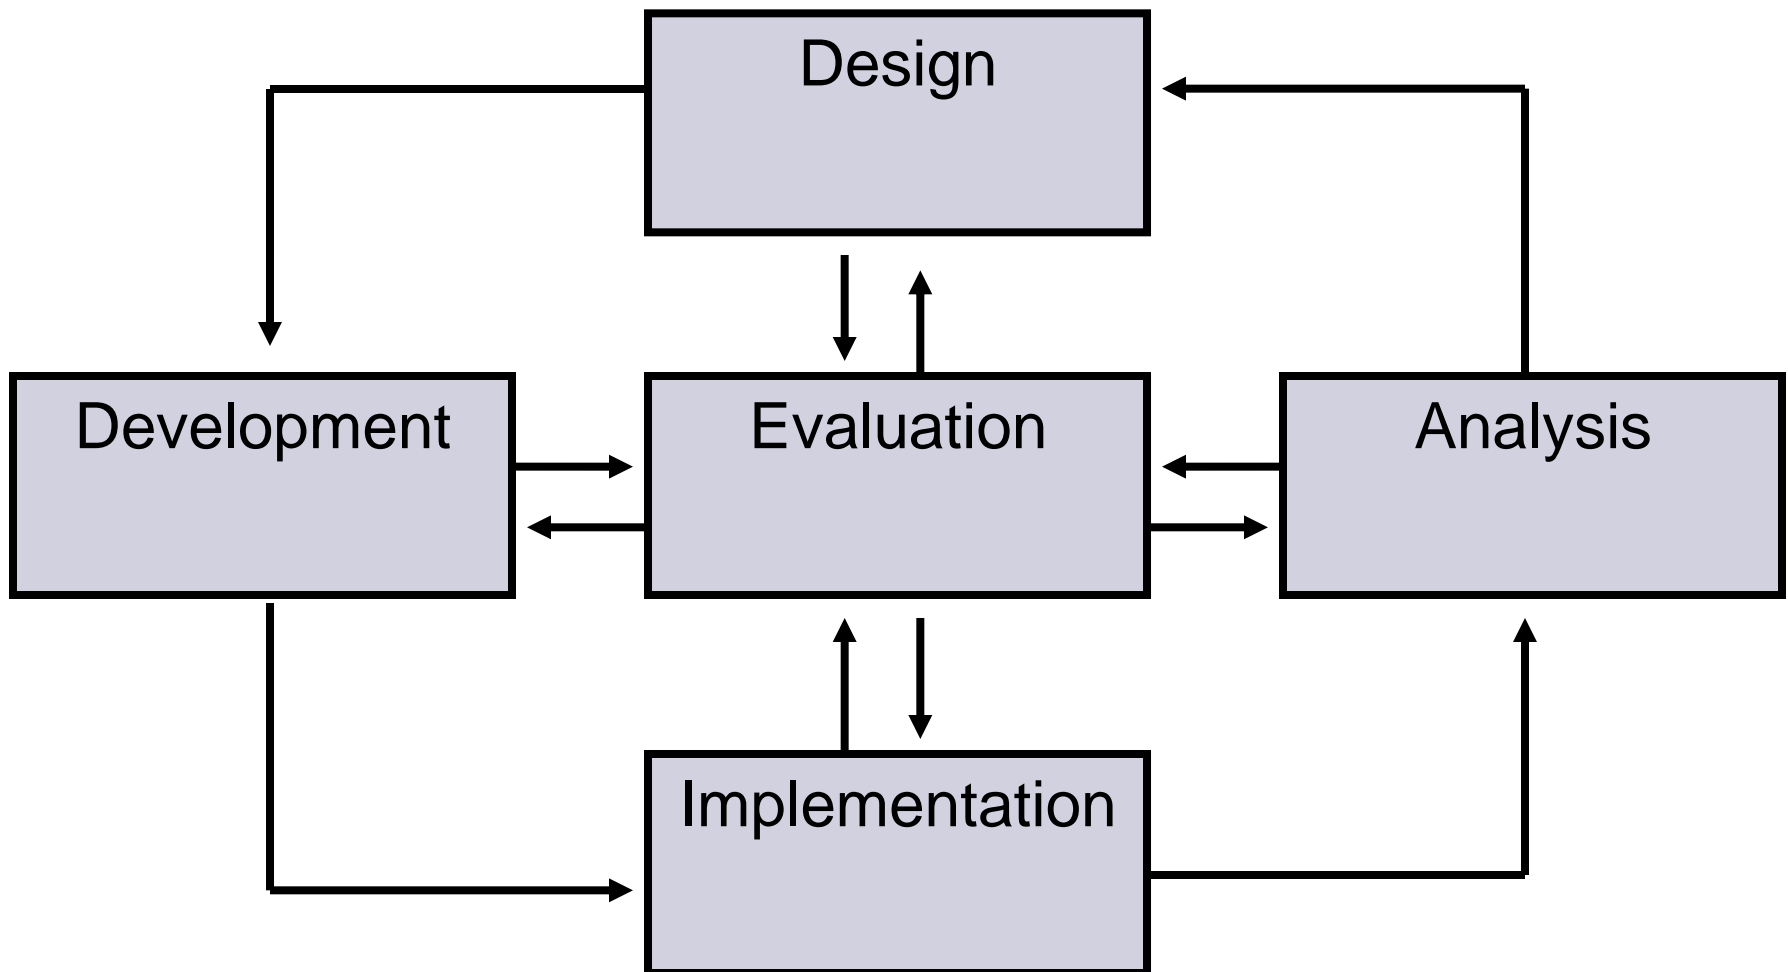 Design
Development
Evaluation
Analysis
Implementation